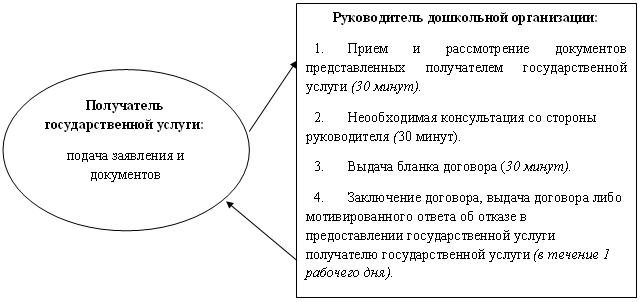 Получатель
государственной услуги:
подача заявления и
документов
Руководитель дошкольной организации:
1. Прием и рассмотрение документов
представленных получателем государственной
услуги (30 минут).
2. Необходимая консультация со стороны
руководителя (30 минут).
3. Выдача бланка договора (30 минут).
4. Заключение договора, выдача договора либо
мотивированного ответа об отказе в
предоставлении государственной услуги
получателю государственной услуги (в течение 1
рабочего дня).